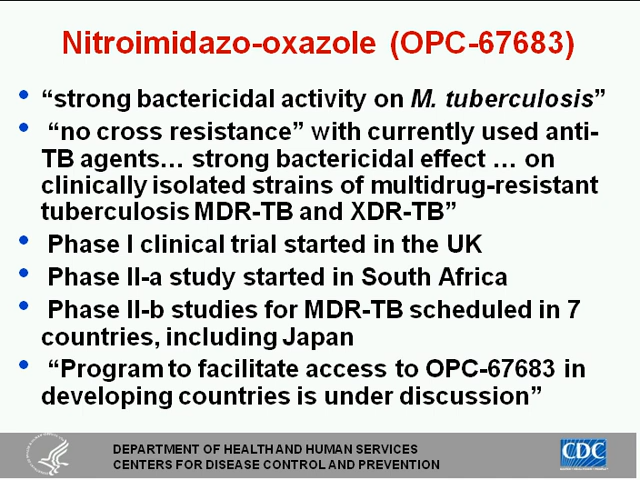 Nitroimidazo-oxazole (OPC-67683)
• “strong bactericidal activity on M. tuberculosis”
• “no cross resistance” with currently used anti-
TB agents… strong bactericidal effect … on
clinically isolated strains of multidrug-resistant
tuberculosis MDR-TB and XDR-TB”
• Phase I clinical trial started in the UK
• Phase II-a study started in South Africa
• Phase II-b studies for MDR-TB scheduled in 7
countries, including Japan
• “Program to facilitate access to OPC-67683 in
developing countries is under discussion”
DEPARTMENT OF HEALTH AND HUMAN SERVICES
CENTERS FOR DISEASE CONTROL AND PREVENTION
CDC